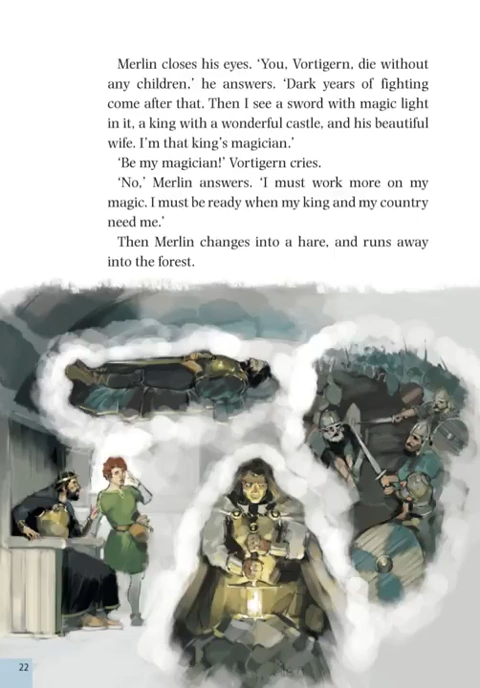 Merlin closes his eyes. ‘You, Vortigern, die without
any children,’ he answers. ‘Dark years of fighting
come after that. Then I see a sword with magic light
in it, a king with a wonderful castle, and his beautiful
wife. I’m that king’s magician.’
‘Be my magician!’ Vortigern cries.
‘No,’ Merlin answers. ‘I must work more on my
magic. I must be ready when my king and my country
need me.’
Then Merlin changes into a hare, and runs away
into the forest.
22